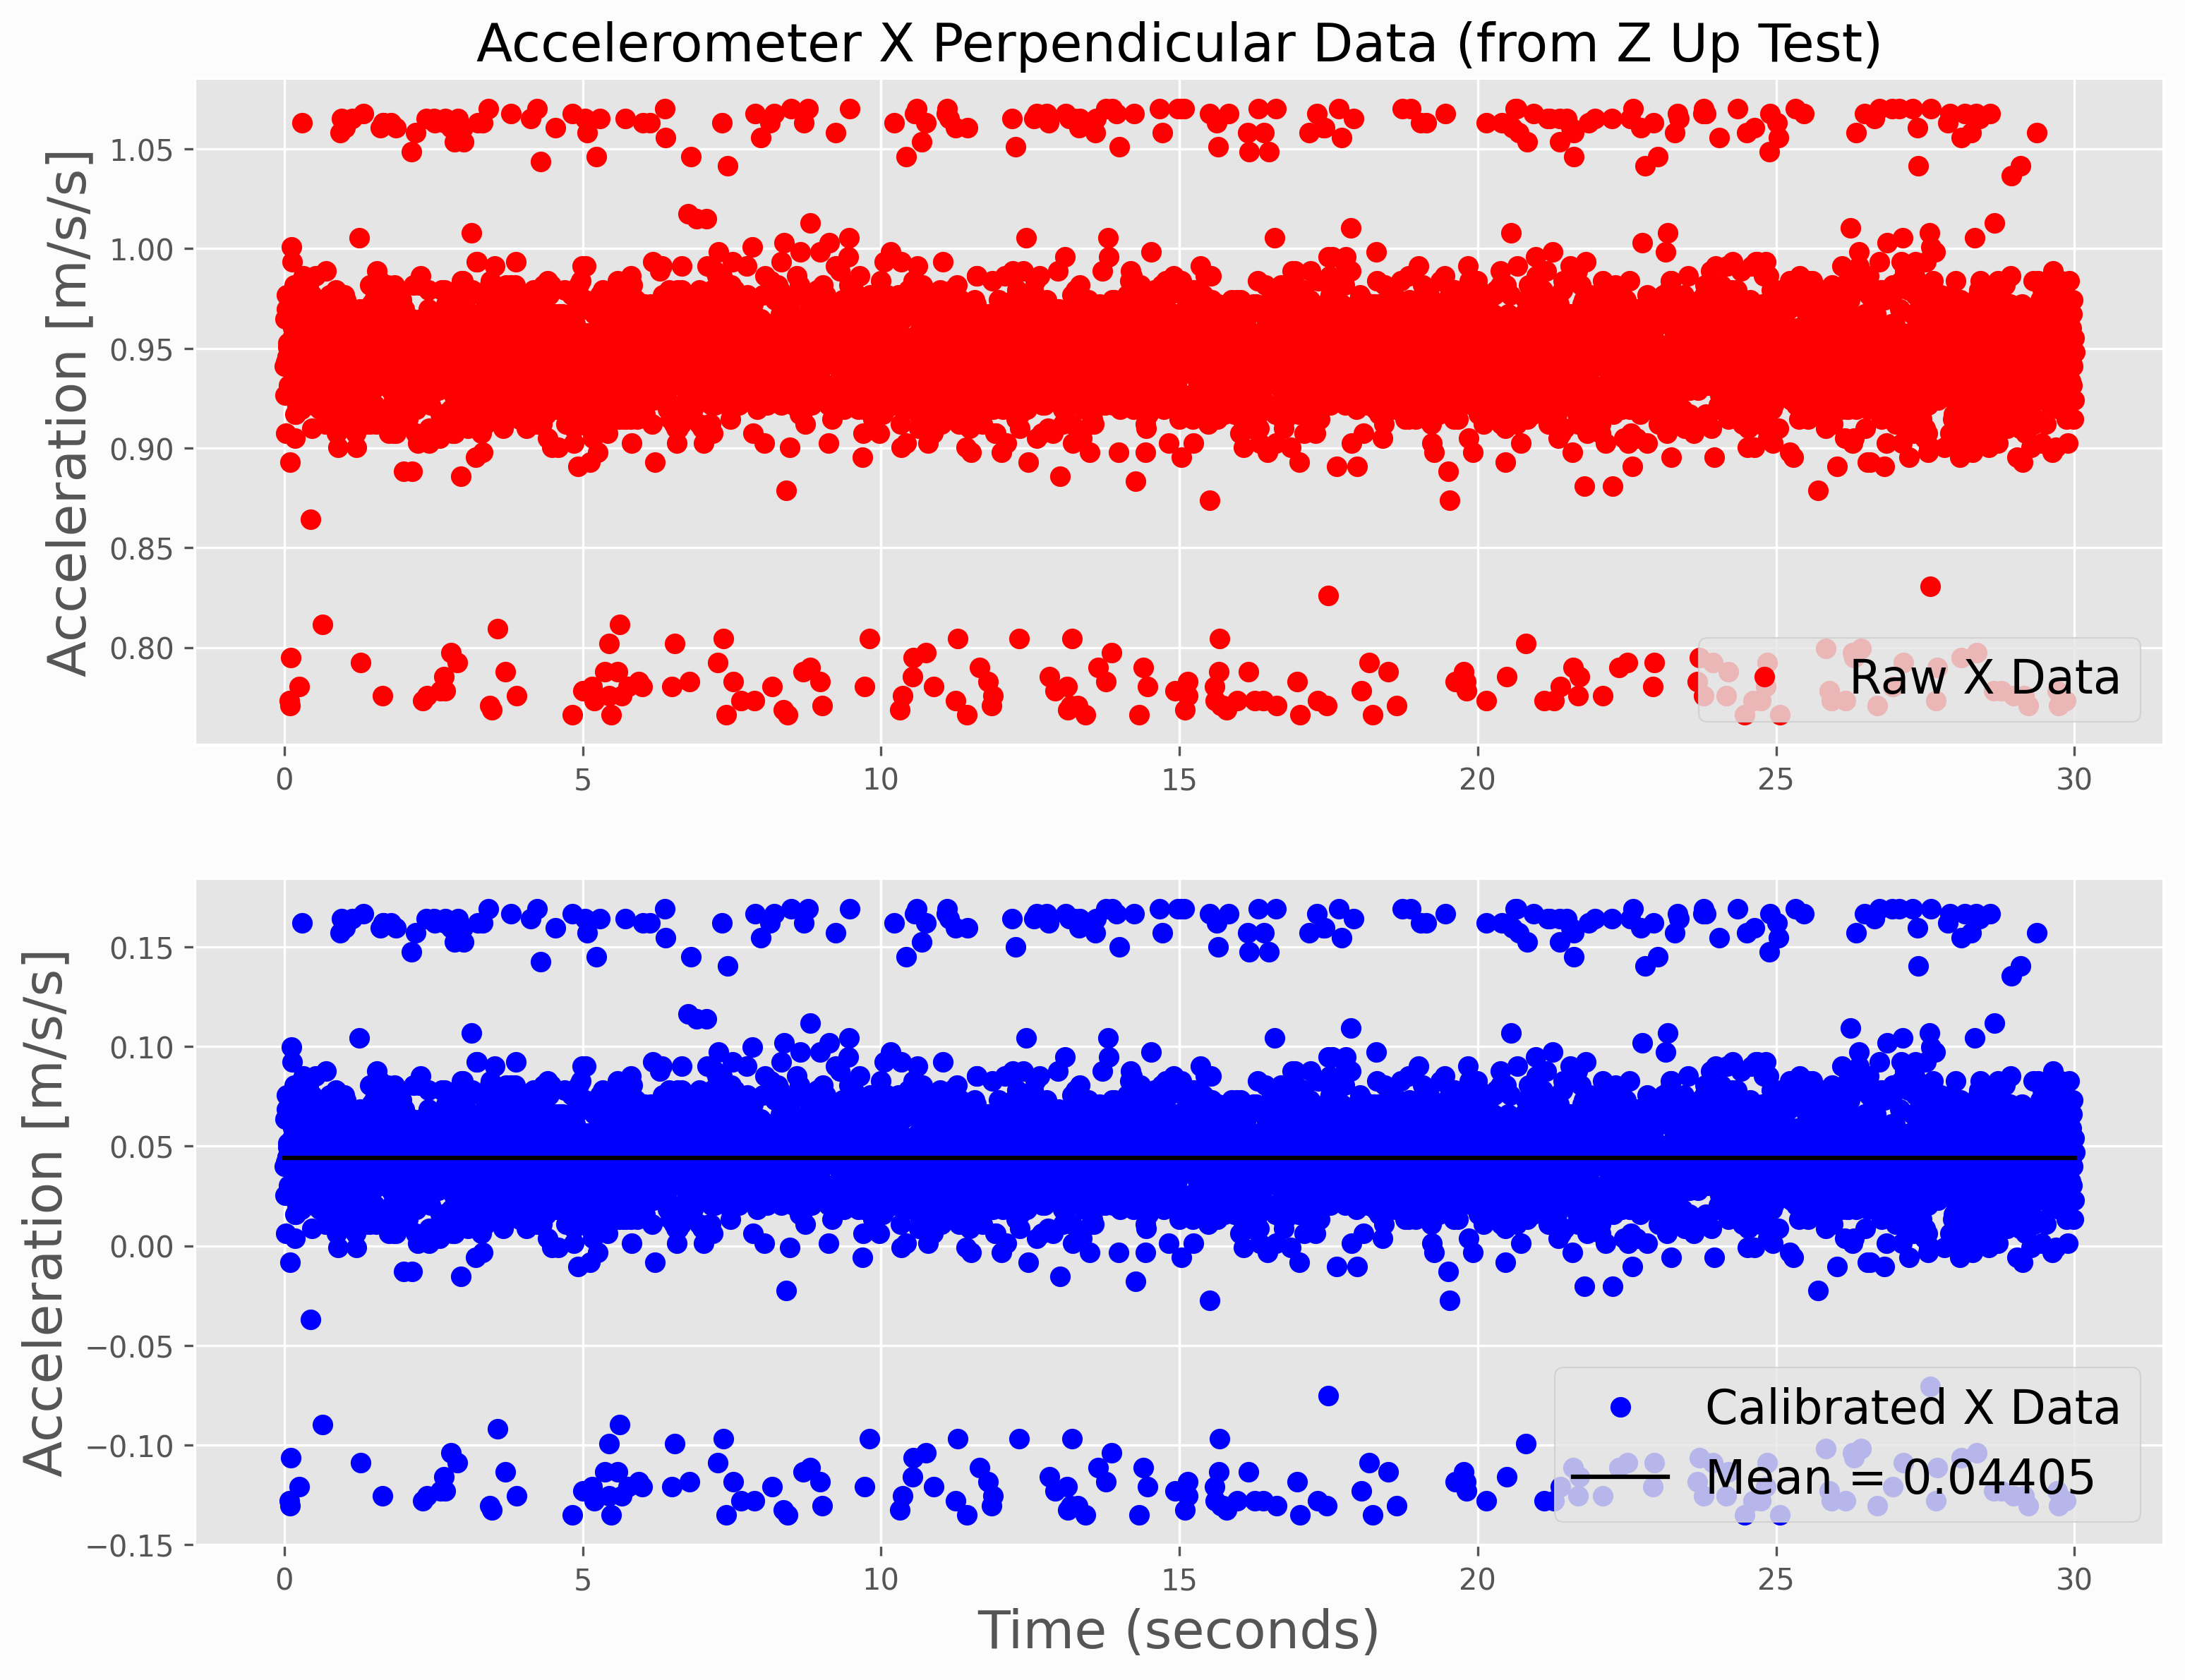 Accelerometer X Perpendicular Data (from Z Up Test)
Acceleration [m/s/s]
1.05
1.00
0.95
0.90
0.85
0.80
Raw X Data
0 5 10 15 20 25 30
Acceleration [m/s/s]
0.15
0.10
0.05
0.00
−0.05
−0.10
−0.15
Calibrated X Data
Mean = 0.04405
0 5 10 15 20 25 30
Time (seconds)